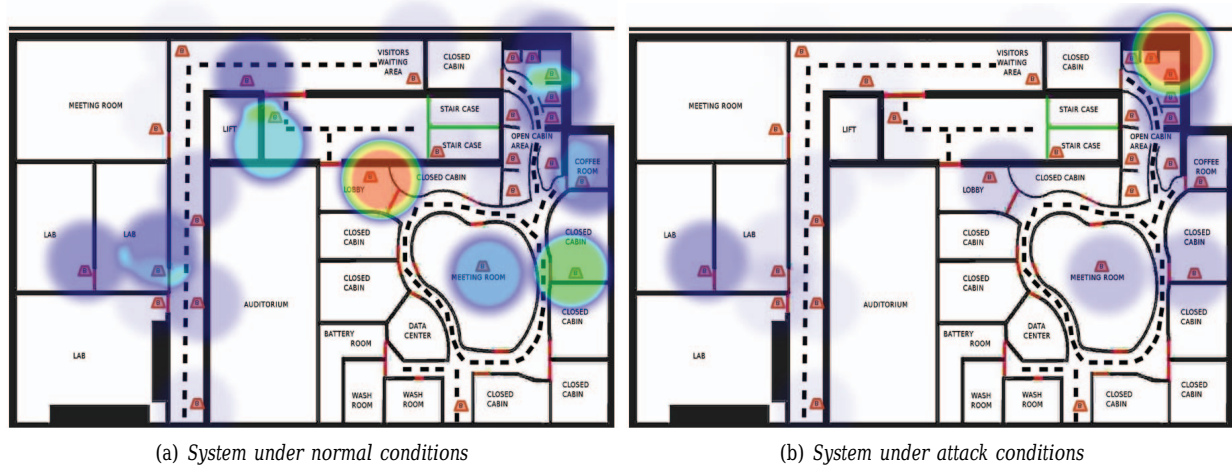 VISITORS
WAITING
AREA
CLOSED
CABIN
MEETING ROOM
LIFT
STAIR CASE
STAIR CASE
OPEN CABIN
AREA
COFFEE
ROOM
LOBBY
CLOSED CABIN
LAB
LAB
CLOSED
CABIN
CLOSED
CABIN
CLOSED
CABIN
MEETING ROOM
AUDITORIUM
CLOSED
CABIN
DATA
CENTER
BATTERY
ROOM
LAB
WASH
ROOM
WASH
ROOM
CLOSED
CABIN
CLOSED
CABIN
(a) System under normal conditions
VISITORS
WAITING
AREA
CLOSED
CABIN
MEETING ROOM
LIFT
STAIR CASE
STAIR CASE
OPEN CABIN
AREA
COFFEE
ROOM
LOBBY
CLOSED CABIN
LAB
LAB
CLOSED
CABIN
CLOSED
CABIN
CLOSED
CABIN
MEETING ROOM
AUDITORIUM
CLOSED
CABIN
DATA
CENTER
BATTERY
ROOM
LAB
WASH
ROOM
WASH
ROOM
CLOSED
CABIN
CLOSED
CABIN
(b) System under attack conditions